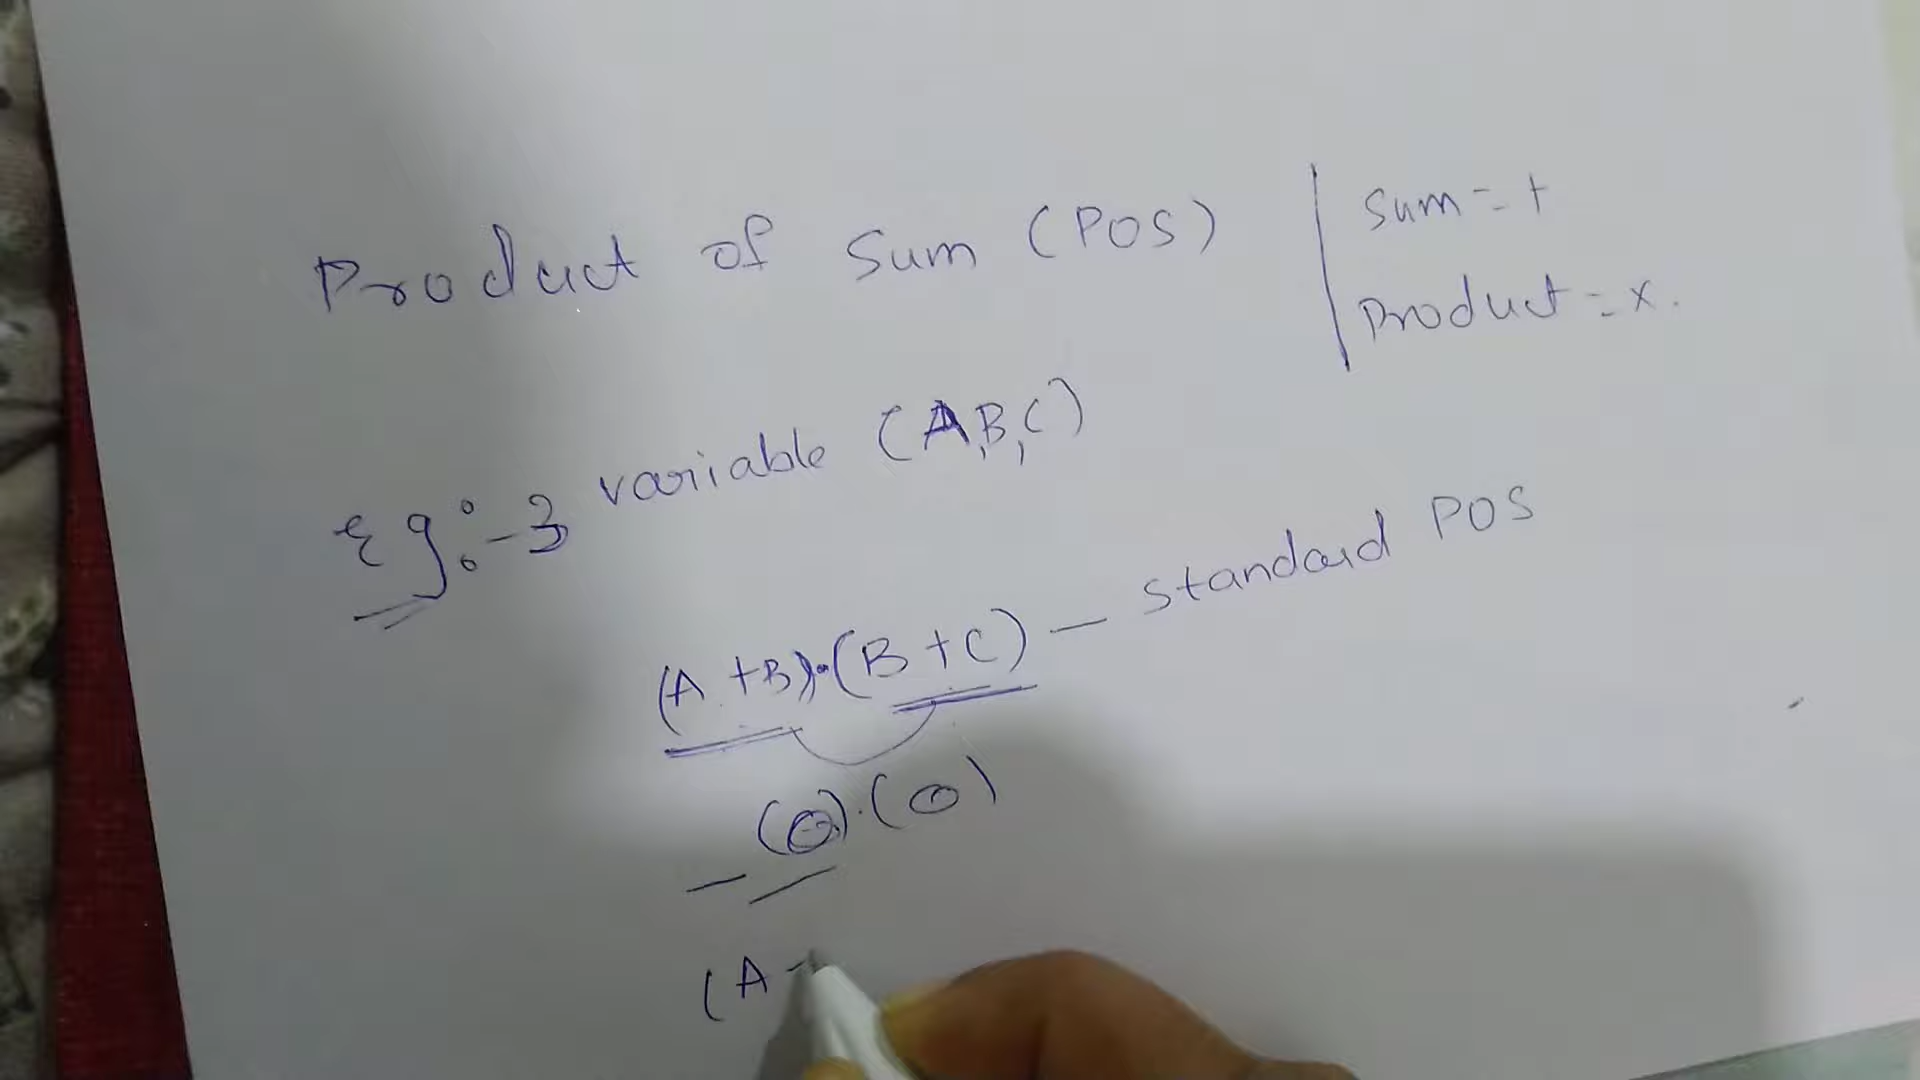 Product of Sum (POS)
Sum = +
Product = x.
Eg:- 3 variable (A,B,C)
(A+B).(B+C) — standard POS
( ).( )
(A